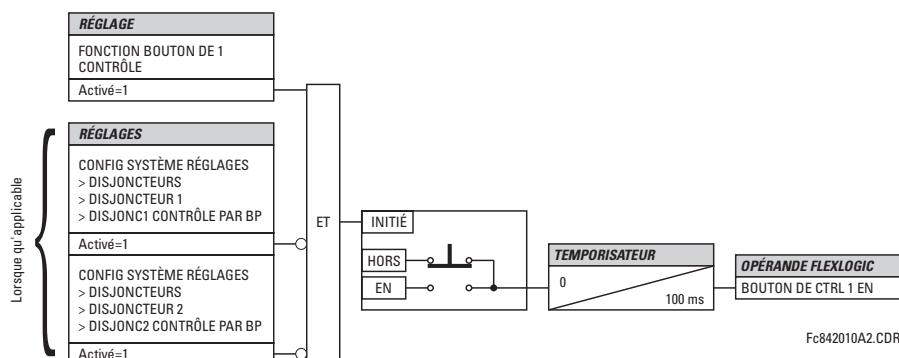 RÉGLAGE
FONCTION BOUTON DE 1
CONTRÔLE
Activé=1
Lorsque qu'applicable
RÉGLAGES
CONFIG SYSTÈME RÉGLAGES
> DISJONCTEURS
> DISJONCTEUR 1
> DISJONC1 CONTRÔLE PAR BP
Activé=1
CONFIG SYSTÈME RÉGLAGES
> DISJONCTEURS
> DISJONCTEUR 2
> DISJONC2 CONTRÔLE PAR BP
Activé=1
ET
INITIÉ
HORS
EN
TEMPORISATEUR
0
100 ms
OPÉRANDE FLEXLOGIC
BOUTON DE CTRL 1 EN
Fc842010A2.CDR